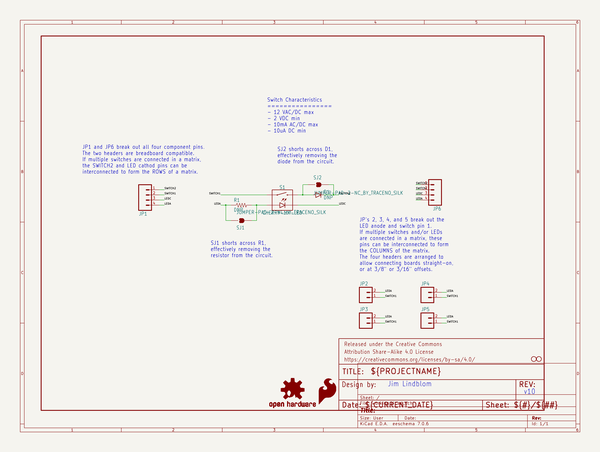 Switch Characteristics
================
- 12 VAC/DC max
- 2 VDC min
- 10mA AC/DC max
- 10uA DC min
JP1 and JP6 break out all four component pins.
The two headers are breadboard compatible.
If multiple switches are connected in a matrix,
the SWITCH2 and LED cathod pins can be
interconnected to form the ROWS of a matrix.
SJ2 shorts across D1,
effectively removing the
diode from the circuit.
JP1
SJ2
S1
R1
DNP
SJ1
JP6
SJ1 shorts across R1,
effectively removing the
resistor from the circuit.
JP's 2, 3, 4, and 5 break out the
LED anode and switch pin 1.
If multiple switches and/or LEDs
are connected in a matrix, these
pins can be interconnected to form
the COLUMNS of the matrix.
The four headers are arranged to
allow connecting boards straight-on,
or at 3/8" or 3/16" offsets.
JP2
JP4
JP3
JP5
Released under the Creative Commons
Attribution Share-Alike 4.0 License
https://creativecommons.org/licenses/by-sa/4.0/
TITLE: ${PROJECTNAME}
Design by: Jim Lindblom
REV:
v10
Date: ${CURRENT_DATE}
Sheet: ${#}/${##}
open hardware
Sheet: /
Title:
Size: User
Date:
Rev:
KiCad E.D.A. eeschema 7.0.6
Id: 1/1